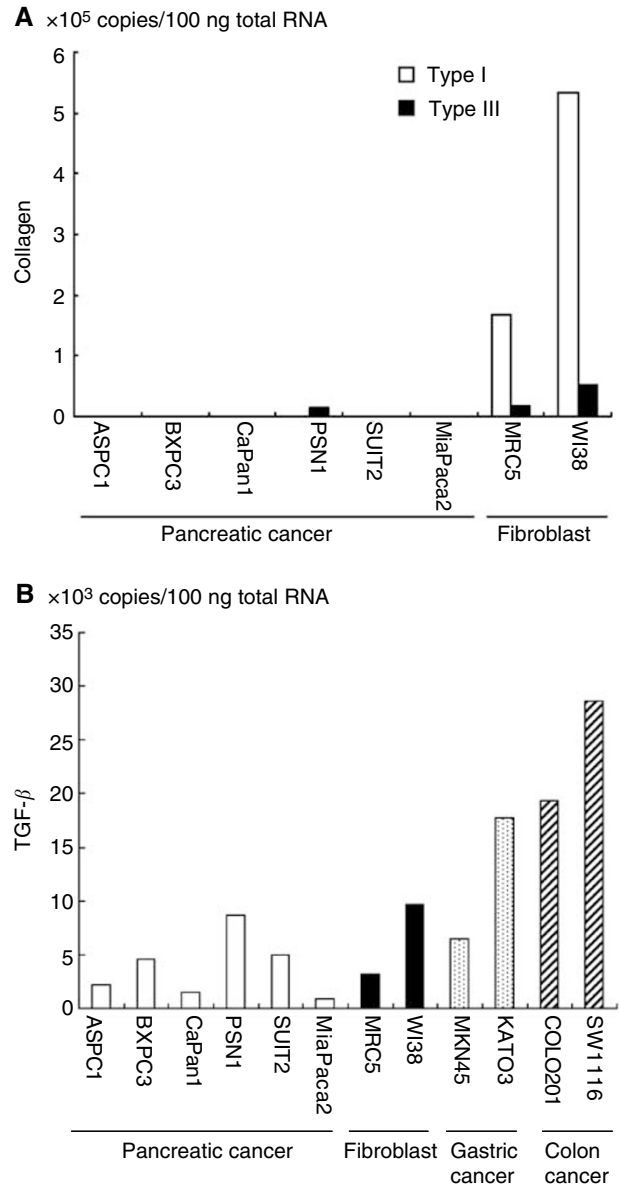 A ×10⁵ copies/100 ng total RNA
6
5
4
3
2
1
0
Collagen
Type I
Type III
ASPC1
BXPC3
CaPan1
PSN1
SUIT2
MiaPaca2
MRC5
WI38
Pancreatic cancer
Fibroblast
B ×10³ copies/100 ng total RNA
35
30
25
20
15
10
5
0
TGF-β
ASPC1
BXPC3
CaPan1
PSN1
SUIT2
MiaPaca2
MRC5
WI38
MKN45
KATO3
COLO201
SW1116
Pancreatic cancer
Fibroblast
Gastric
cancer
Colon
cancer